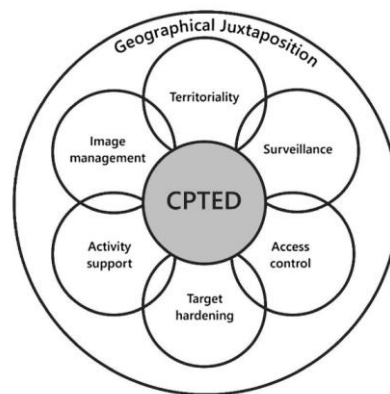 Geographical Juxtaposition
Territoriality
Image
management
Surveillance
CPTED
Activity
support
Access
control
Target
hardening